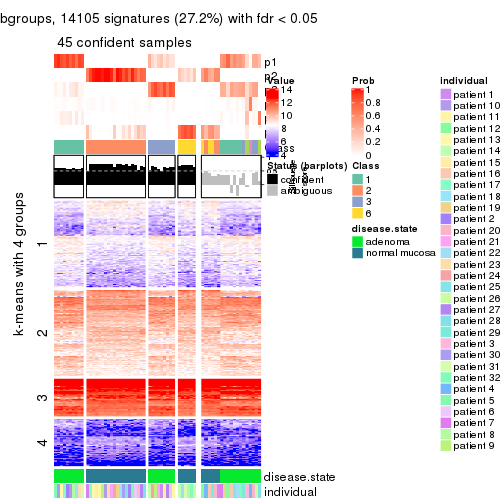 bgroups, 14105 signatures (27.2%) with fdr < 0.05
45 confident samples
p1
p2
Value
14
12
10
8
6
4
Prob
1
0.8
0.6
0.4
0.2
0
individual
patient 1
patient 10
patient 11
patient 12
patient 13
patient 14
patient 15
patient 16
patient 17
patient 18
patient 19
patient 2
patient 20
patient 21
patient 22
patient 23
patient 24
patient 25
patient 26
patient 27
patient 28
patient 29
patient 3
patient 30
patient 31
patient 32
patient 4
patient 5
patient 6
patient 7
patient 8
patient 9
Status (barplots)
confident
ambiguous
Class
1
2
3
6
disease.state
adenoma
normal mucosa
k-means with 4 groups
1
2
3
4
disease.state
individual